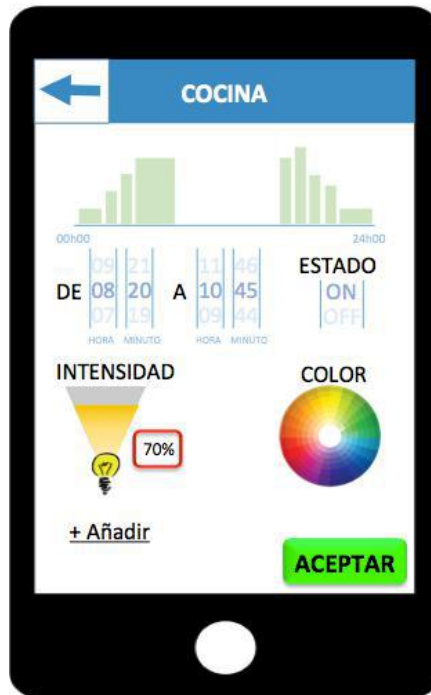 COCINA
00h00 24h00
09 21 11 46 ESTADO
DE 08 20 A 10 45 ON
07 19 09 44 OFF
HORA MINUTO HORA MINUTO
INTENSIDAD COLOR
70%
+ Añadir
ACEPTAR